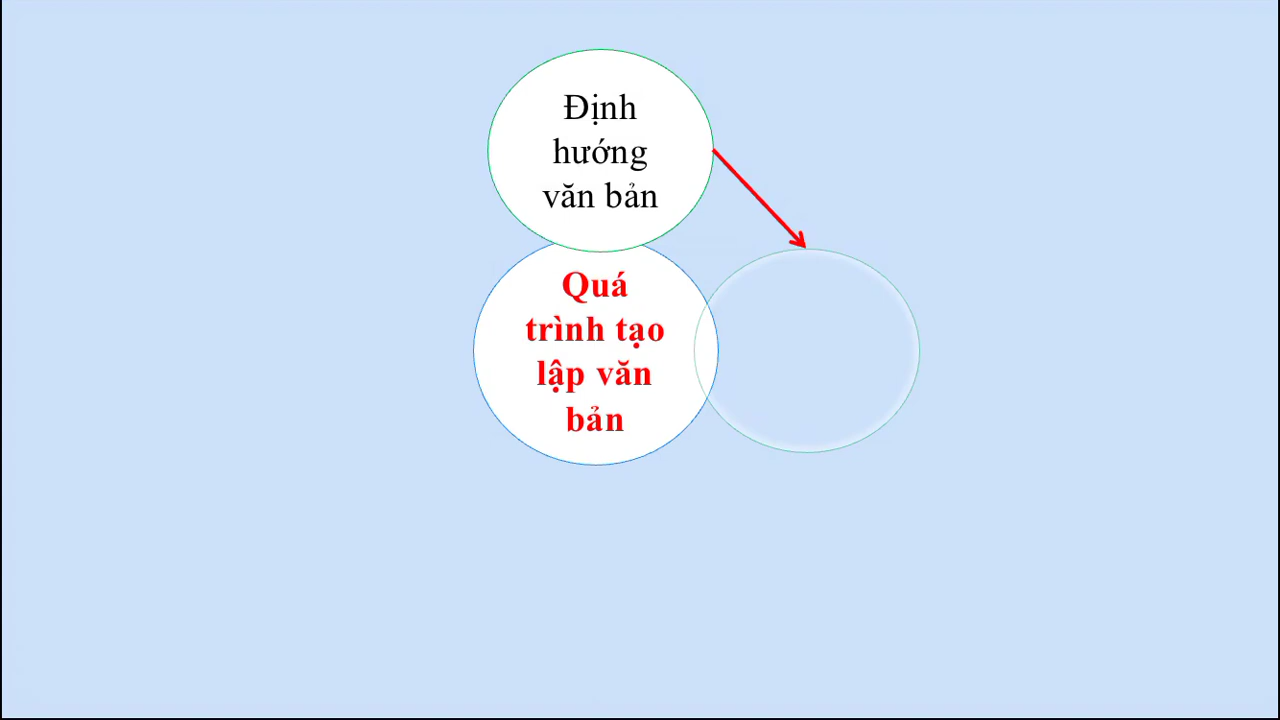 Định
hướng
văn bản
Quá
trình tạo
lập văn
bản